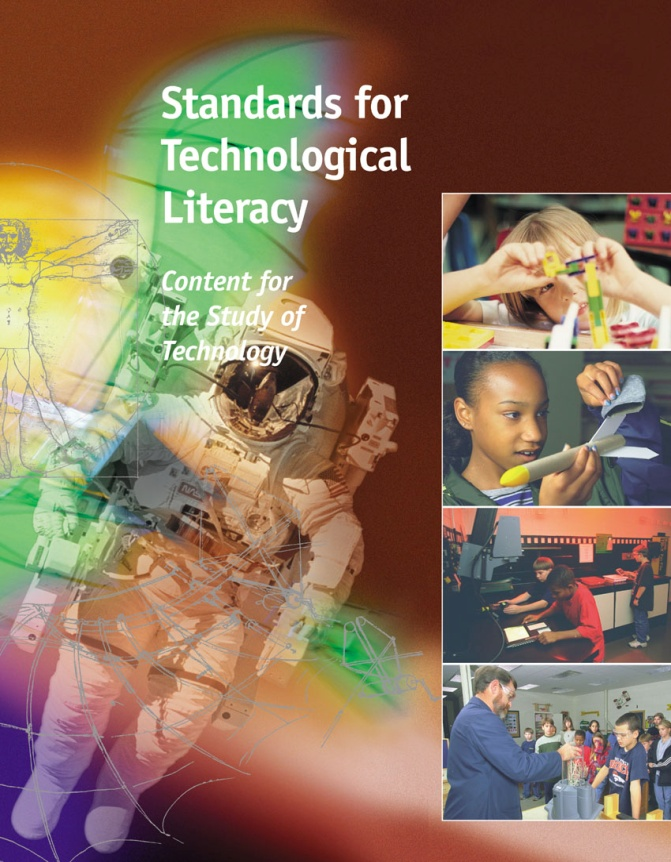 Standards for
Technological
Literacy
Content for
the Study of
Technology